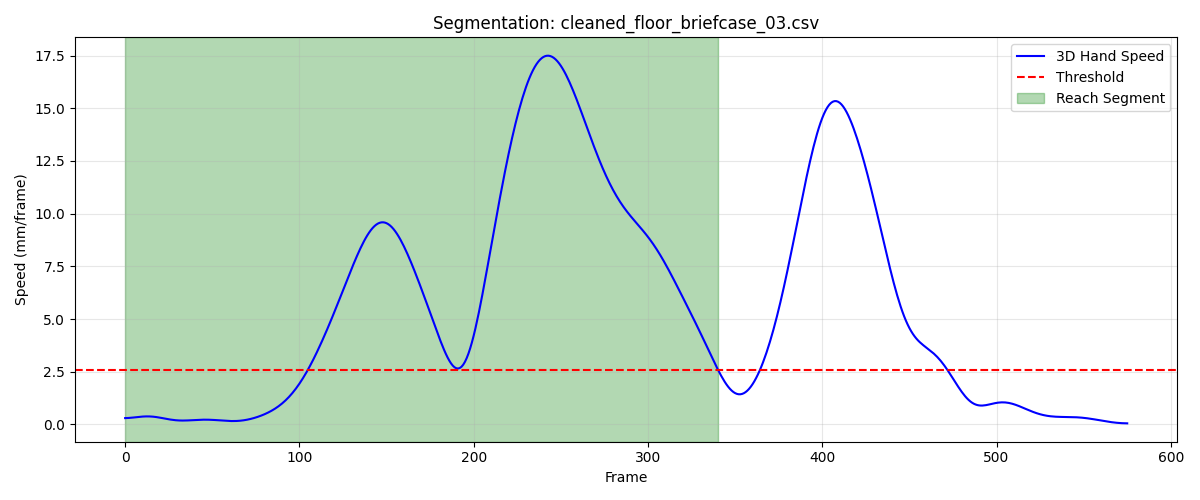 Segmentation: cleaned_floor_briefcase_03.csv
3D Hand Speed
Threshold
Reach Segment
Speed (mm/frame)
17.5
15.0
12.5
10.0
7.5
5.0
2.5
0.0
0 100 200 300 400 500 600
Frame